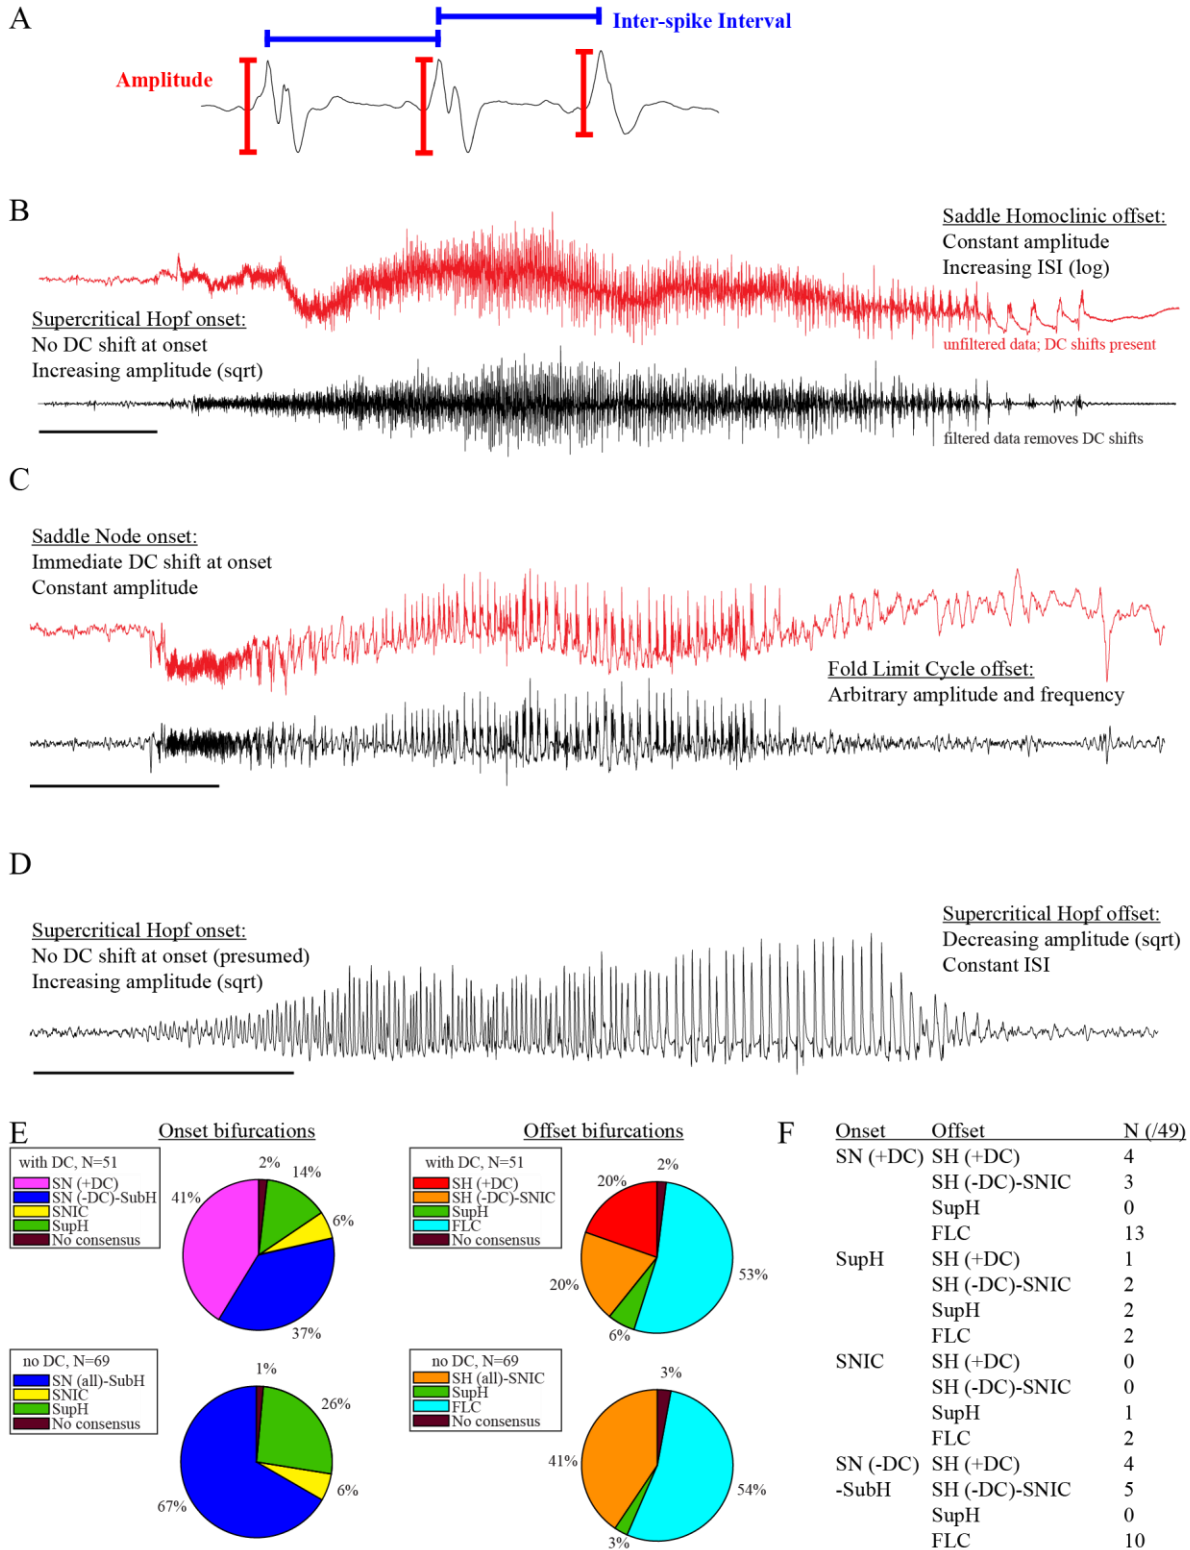 A
Inter-spike Interval
Amplitude
B
Saddle Homoclinic offset:
Constant amplitude
Increasing ISI (log)
Supercritical Hopf onset:
No DC shift at onset
Increasing amplitude (sqrt)
unfiltered data; DC shifts present
filtered data removes DC shifts
C
Saddle Node onset:
Immediate DC shift at onset
Constant amplitude
Fold Limit Cycle offset:
Arbitrary amplitude and frequency
D
Supercritical Hopf onset:
No DC shift at onset (presumed)
Increasing amplitude (sqrt)
Supercritical Hopf offset:
Decreasing amplitude (sqrt)
Constant ISI
E
Onset bifurcations
with DC, N=51
SN (+DC)
SN (-DC)-SubH
SNIC
SupH
No consensus
2%
14%
6%
37%
41%
no DC, N=69
SN (all)-SubH
SNIC
SupH
No consensus
1%
26%
6%
67%
Offset bifurcations
with DC, N=51
SH (+DC)
SH (-DC)-SNIC
SupH
FLC
No consensus
2%
53%
6%
20%
20%
no DC, N=69
SH (all)-SNIC
SupH
FLC
No consensus
3%
54%
3%
41%
F
Onset Offset N (/49)
SN (+DC) SH (+DC) 4
SH (-DC)-SNIC 3
SupH 0
FLC 13
SupH SH (+DC) 1
SH (-DC)-SNIC 2
SupH 2
FLC 2
SNIC SH (+DC) 0
SH (-DC)-SNIC 0
SupH 1
FLC 2
SN (-DC) SH (+DC) 4
-SubH SH (-DC)-SNIC 5
SupH 0
FLC 10